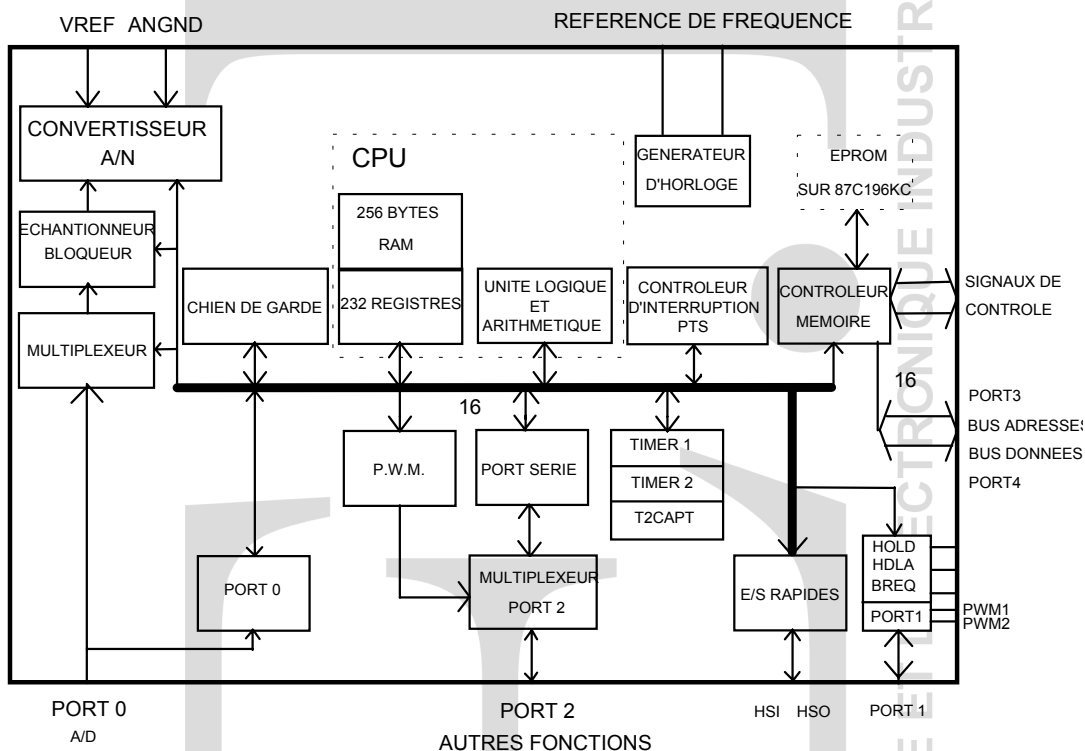 VREF ANGND
REFERENCE DE FREQUENCE
CONVERTISSEUR
A/N
CPU
GENERATEUR
D'HORLOGE
EPROM
SUR 87C196KC
256 BYTES
RAM
ECHANTIONNEUR
BLOQUEUR
CHIEN DE GARDE
232 REGISTRES
UNITE LOGIQUE
ET
ARITHMETIQUE
CONTROLEUR
D'INTERRUPTION
PTS
CONTROLEUR
MEMOIRE
SIGNAUX DE
CONTROLE
MULTIPLEXEUR
16
16
PORT3
BUS ADRESSES
BUS DONNEES
PORT4
P.W.M.
PORT SERIE
TIMER 1
TIMER 2
T2CAPT
PORT 0
MULTIPLEXEUR
PORT 2
E/S RAPIDES
HOLD
HDLA
BREQ
PORT1
PWM1
PWM2
PORT 0
A/D
PORT 2
AUTRES FONCTIONS
HSI HSO
PORT 1
E ET
ECTRONIQUE INDUSTR